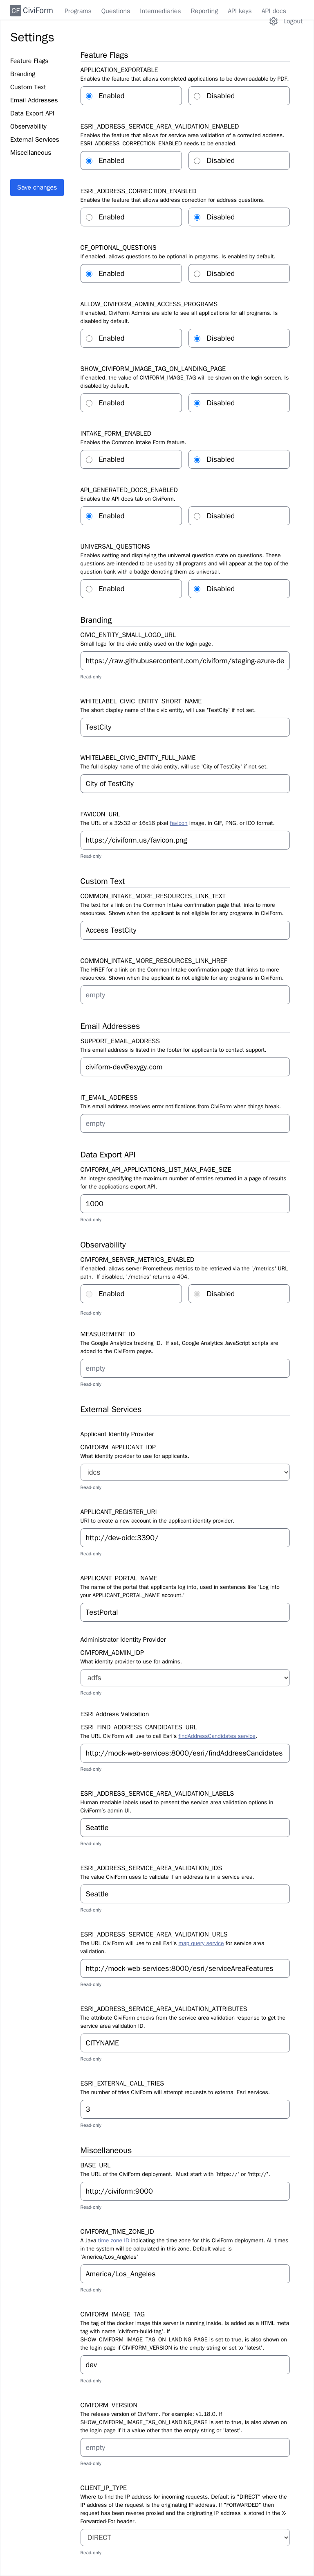 CF CiviForm
Programs
Questions
Intermediaries
Reporting
API keys
API docs
Logout
Settings
Feature Flags
Branding
Custom Text
Email Addresses
Data Export API
Observability
External Services
Miscellaneous
Save changes
Feature Flags
APPLICATION_EXPORTABLE
Enables the feature that allows completed applications to be downloadable by PDF.
Enabled
Disabled
ESRI_ADDRESS_SERVICE_AREA_VALIDATION_ENABLED
Enables the feature that allows for service area validation of a corrected address.
ESRI_ADDRESS_CORRECTION_ENABLED needs to be enabled.
Enabled
Disabled
ESRI_ADDRESS_CORRECTION_ENABLED
Enables the feature that allows address correction for address questions.
Enabled
Disabled
CF_OPTIONAL_QUESTIONS
If enabled, allows questions to be optional in programs. Is enabled by default.
Enabled
Disabled
ALLOW_CIVIFORM_ADMIN_ACCESS_PROGRAMS
If enabled, CiviForm Admins are able to see all applications for all programs. Is
disabled by default.
Enabled
Disabled
SHOW_CIVIFORM_IMAGE_TAG_ON_LANDING_PAGE
If enabled, the value of CIVIFORM_IMAGE_TAG will be shown on the login screen. Is
disabled by default.
Enabled
Disabled
INTAKE_FORM_ENABLED
Enables the Common Intake Form feature.
Enabled
Disabled
API_GENERATED_DOCS_ENABLED
Enables the API docs tab on CiviForm.
Enabled
Disabled
UNIVERSAL_QUESTIONS
Enables setting and displaying the universal question state on questions. These
questions are intended to be used by all programs and will appear at the top of the
question bank with a badge denoting them as universal.
Enabled
Disabled
Branding
CIVIC_ENTITY_SMALL_LOGO_URL
Small logo for the civic entity used on the login page.
https://raw.githubusercontent.com/civiform/staging-azure-de
Read-only
WHITELABEL_CIVIC_ENTITY_SHORT_NAME
The short display name of the civic entity, will use 'TestCity' if not set.
TestCity
WHITELABEL_CIVIC_ENTITY_FULL_NAME
The full display name of the civic entity, will use 'City of TestCity' if not set.
City of TestCity
FAVICON_URL
The URL of a 32x32 or 16x16 pixel favicon image, in GIF, PNG, or ICO format.
https://civiform.us/favicon.png
Read-only
Custom Text
COMMON_INTAKE_MORE_RESOURCES_LINK_TEXT
The text for a link on the Common Intake confirmation page that links to more
resources. Shown when the applicant is not eligible for any programs in CiviForm.
Access TestCity
COMMON_INTAKE_MORE_RESOURCES_LINK_HREF
The HREF for a link on the Common Intake confirmation page that links to more
resources. Shown when the applicant is not eligible for any programs in CiviForm.
empty
Email Addresses
SUPPORT_EMAIL_ADDRESS
This email address is listed in the footer for applicants to contact support.
civiform-dev@exygy.com
IT_EMAIL_ADDRESS
This email address receives error notifications from CiviForm when things break.
empty
Data Export API
CIVIFORM_API_APPLICATIONS_LIST_MAX_PAGE_SIZE
An integer specifying the maximum number of entries returned in a page of results
for the applications export API.
1000
Read-only
Observability
CIVIFORM_SERVER_METRICS_ENABLED
If enabled, allows server Prometheus metrics to be retrieved via the '/metrics' URL
path.  If disabled, '/metrics' returns a 404.
Enabled
Disabled
Read-only
MEASUREMENT_ID
The Google Analytics tracking ID.  If set, Google Analytics JavaScript scripts are
added to the CiviForm pages.
empty
Read-only
External Services
Applicant Identity Provider
CIVIFORM_APPLICANT_IDP
What identity provider to use for applicants.
idcs
Read-only
APPLICANT_REGISTER_URI
URI to create a new account in the applicant identity provider.
http://dev-oidc:3390/
Read-only
APPLICANT_PORTAL_NAME
The name of the portal that applicants log into, used in sentences like 'Log into
your APPLICANT_PORTAL_NAME account.'
TestPortal
Administrator Identity Provider
CIVIFORM_ADMIN_IDP
What identity provider to use for admins.
adfs
Read-only
ESRI Address Validation
ESRI_FIND_ADDRESS_CANDIDATES_URL
The URL CiviForm will use to call Esri's findAddressCandidates service.
http://mock-web-services:8000/esri/findAddressCandidates
Read-only
ESRI_ADDRESS_SERVICE_AREA_VALIDATION_LABELS
Human readable labels used to present the service area validation options in
CiviForm's admin UI.
Seattle
Read-only
ESRI_ADDRESS_SERVICE_AREA_VALIDATION_IDS
The value CiviForm uses to validate if an address is in a service area.
Seattle
Read-only
ESRI_ADDRESS_SERVICE_AREA_VALIDATION_URLS
The URL CiviForm will use to call Esri's map query service for service area
validation.
http://mock-web-services:8000/esri/serviceAreaFeatures
Read-only
ESRI_ADDRESS_SERVICE_AREA_VALIDATION_ATTRIBUTES
The attribute CiviForm checks from the service area validation response to get the
service area validation ID.
CITYNAME
Read-only
ESRI_EXTERNAL_CALL_TRIES
The number of tries CiviForm will attempt requests to external Esri services.
3
Read-only
Miscellaneous
BASE_URL
The URL of the CiviForm deployment.  Must start with 'https://' or 'http://'.
http://civiform:9000
Read-only
CIVIFORM_TIME_ZONE_ID
A Java time zone ID indicating the time zone for this CiviForm deployment. All times
in the system will be calculated in this zone. Default value is
'America/Los_Angeles'
America/Los_Angeles
Read-only
CIVIFORM_IMAGE_TAG
The tag of the docker image this server is running inside. Is added as a HTML meta
tag with name 'civiform-build-tag'. If
SHOW_CIVIFORM_IMAGE_TAG_ON_LANDING_PAGE is set to true, is also shown on
the login page if CIVIFORM_VERSION is the empty string or set to 'latest'.
dev
Read-only
CIVIFORM_VERSION
The release version of CiviForm. For example: v1.18.0. If
SHOW_CIVIFORM_IMAGE_TAG_ON_LANDING_PAGE is set to true, is also shown on
the login page if it a value other than the empty string or 'latest'.
empty
Read-only
CLIENT_IP_TYPE
Where to find the IP address for incoming requests. Default is "DIRECT" where the
IP address of the request is the originating IP address. If "FORWARDED" then
request has been reverse proxied and the originating IP address is stored in the X-
Forwarded-For header.
DIRECT
Read-only